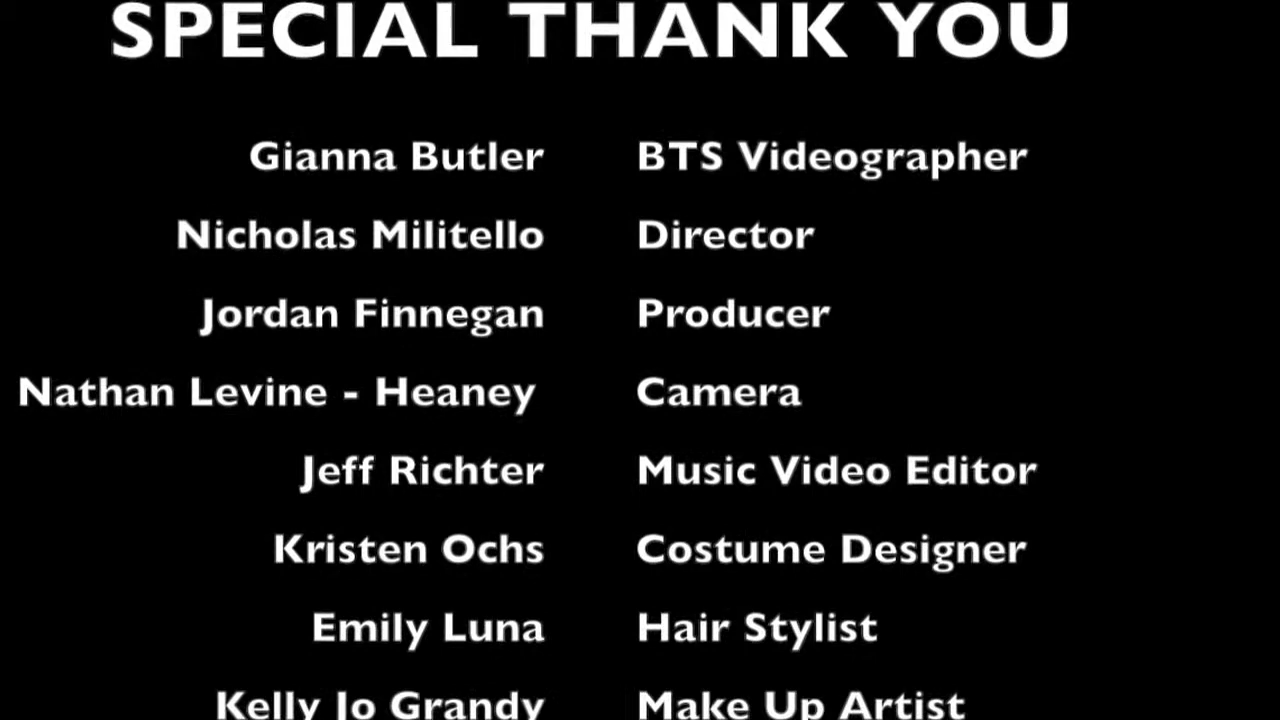 SPECIAL THANK YOU
Gianna Butler BTS Videographer
Nicholas Militello Director
Jordan Finnegan Producer
Nathan Levine - Heaney Camera
Jeff Richter Music Video Editor
Kristen Ochs Costume Designer
Emily Luna Hair Stylist
Kelly Jo Grandy Make Up Artist